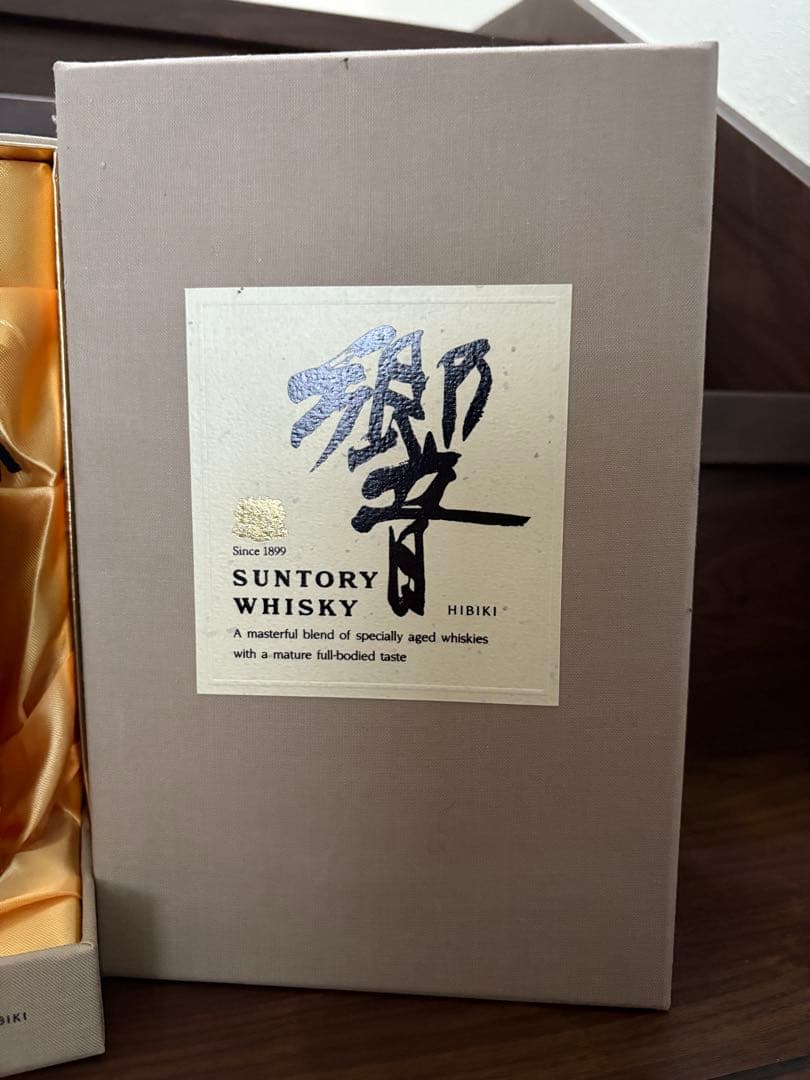 響
Since 1899
SUNTORY
WHISKY
HIBIKI
A masterful blend of specially aged whiskies
with a mature full-bodied taste